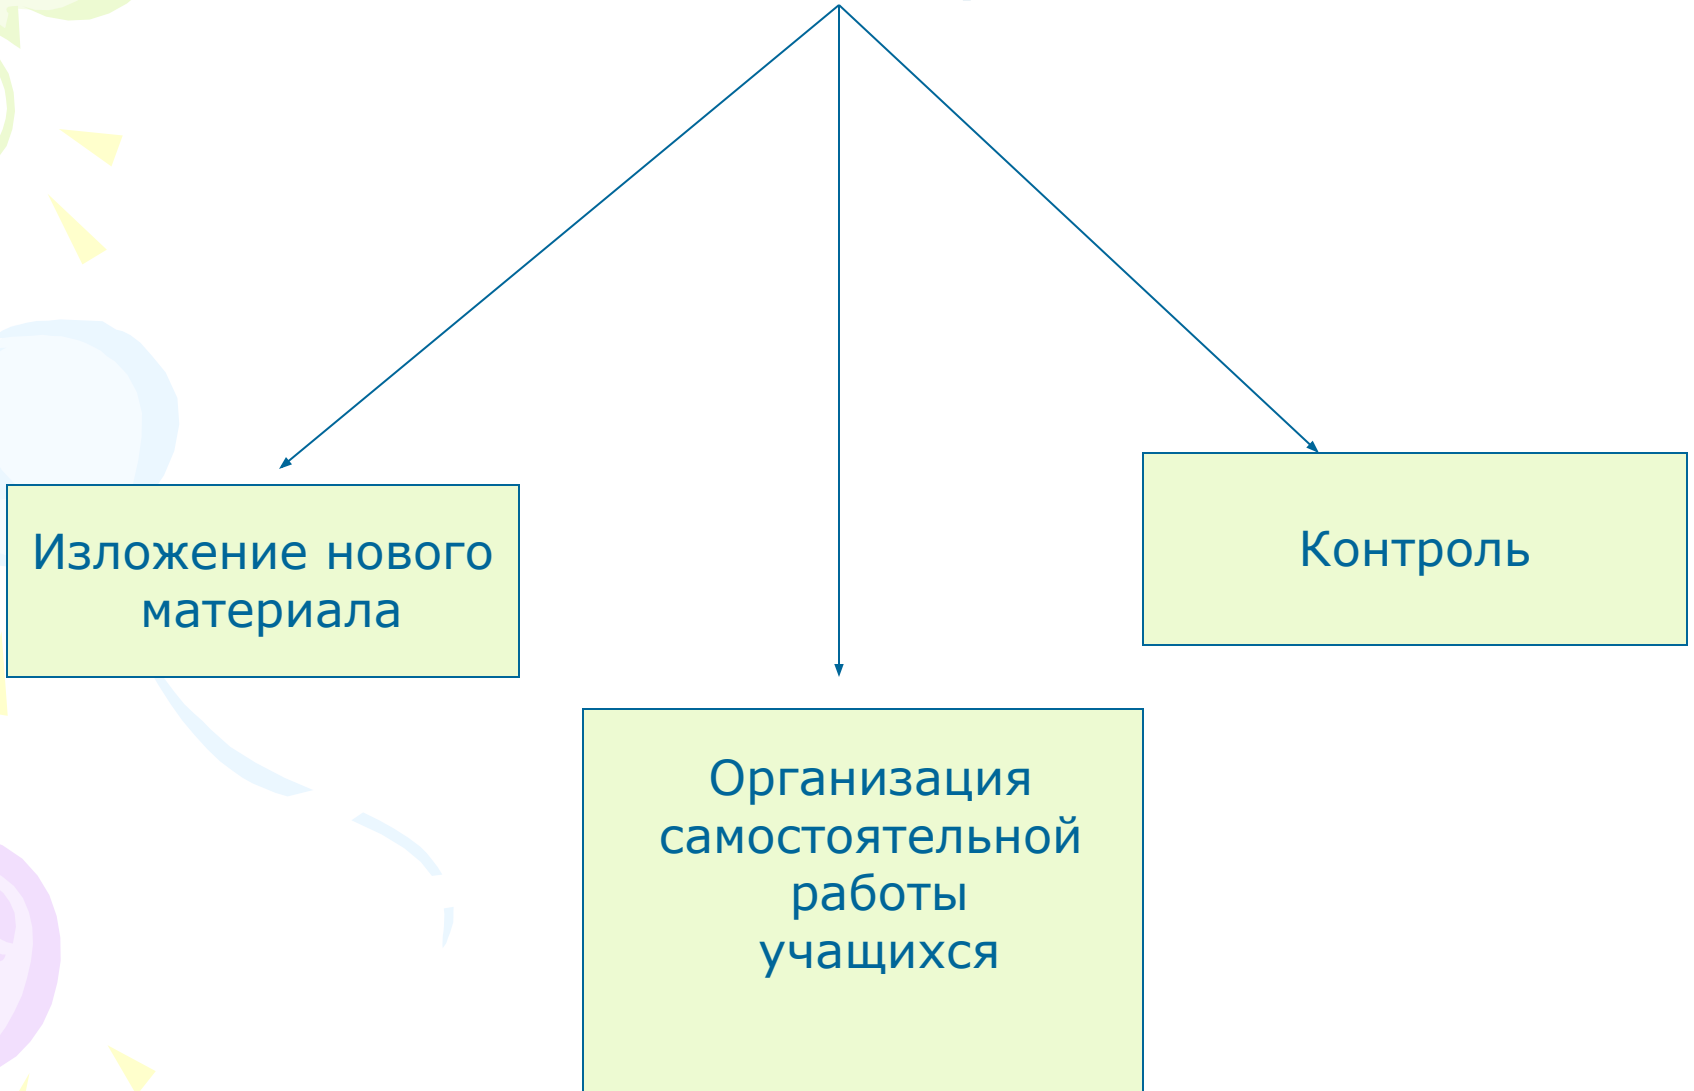 Изложение нового
материала
Контроль
Организация
самостоятельной
работы
учащихся